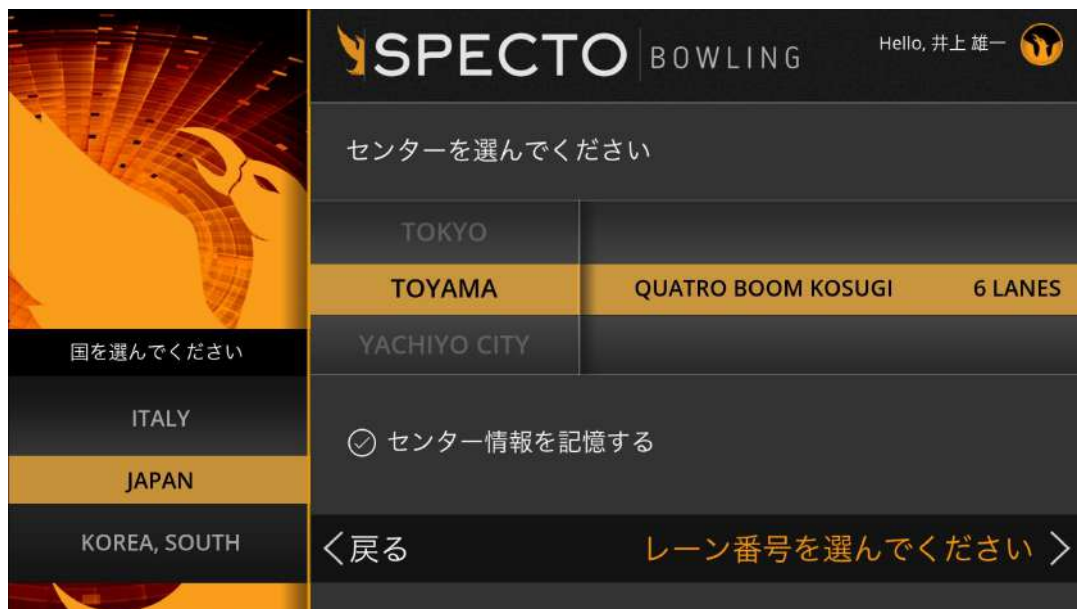 SPECTO BOWLING
Hello, 井上 雄一
センターを選んでください
TOKYO
TOYAMA QUATRO BOOM KOSUGI 6 LANES
YACHIYO CITY
国を選んでください
ITALY
JAPAN
KOREA, SOUTH
センター情報を記憶する
戻る
レーン番号を選んでください